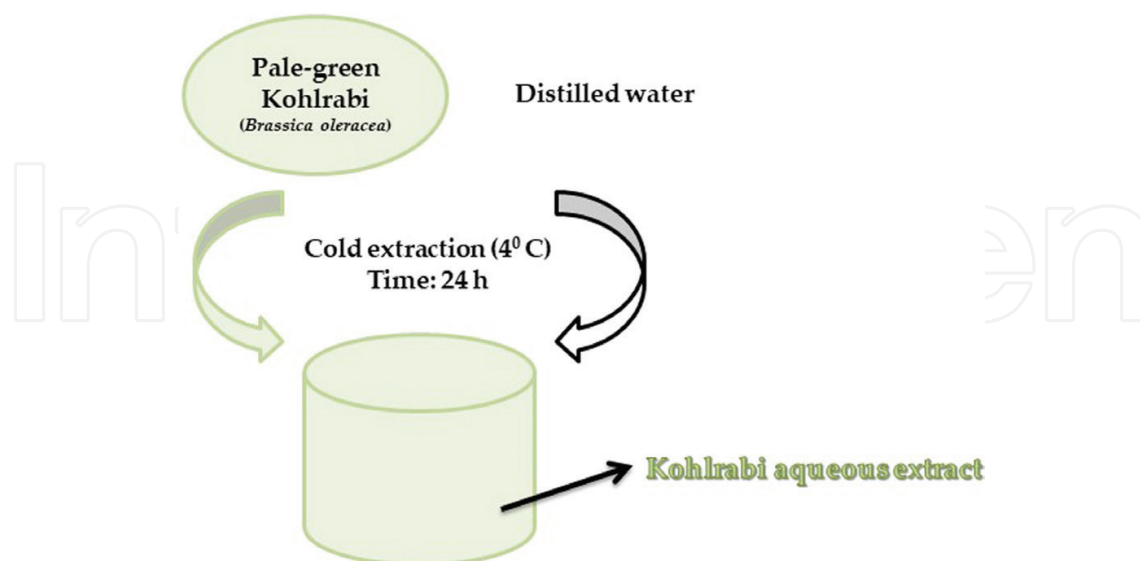 Pale-green
Kohlrabi
(Brassica oleracea)
Distilled water
Cold extraction (4⁰ C)
Time: 24 h
Kohlrabi aqueous extract